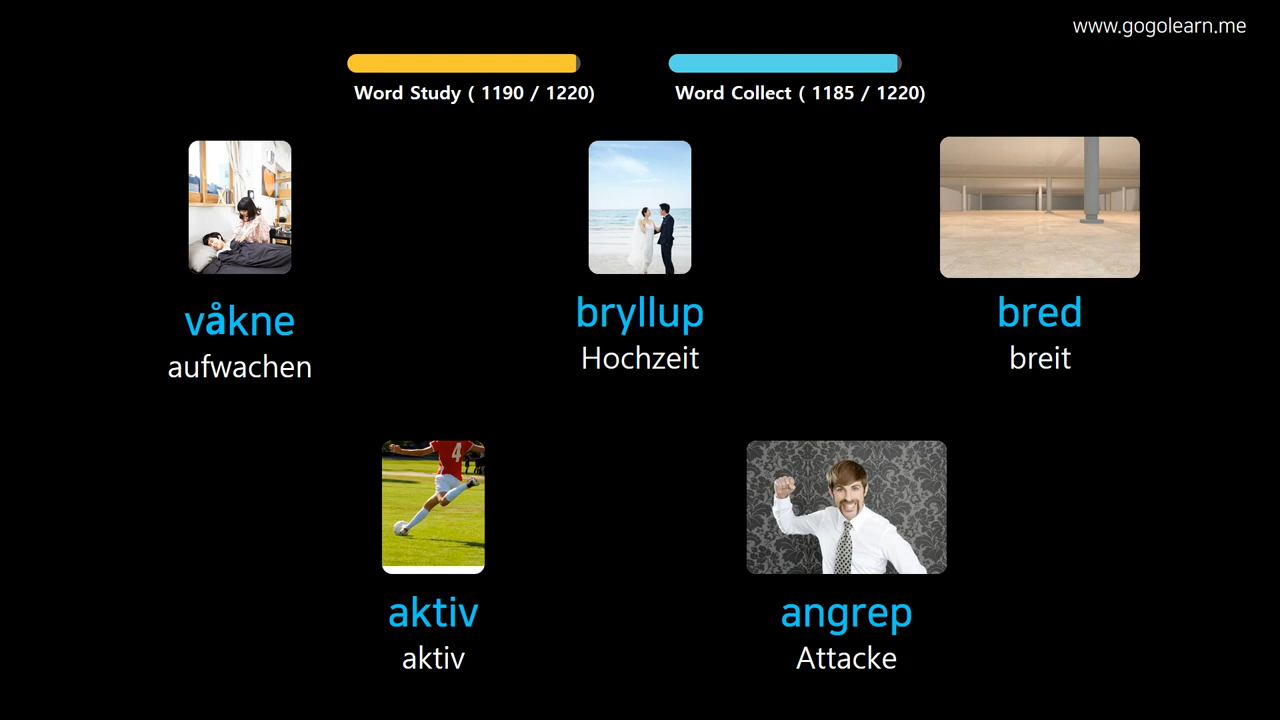 www.gogolearn.me
Word Study ( 1190 / 1220)
Word Collect ( 1185 / 1220)
våkne
aufwachen
bryllup
Hochzeit
bred
breit
4
aktiv
aktiv
angrep
Attacke